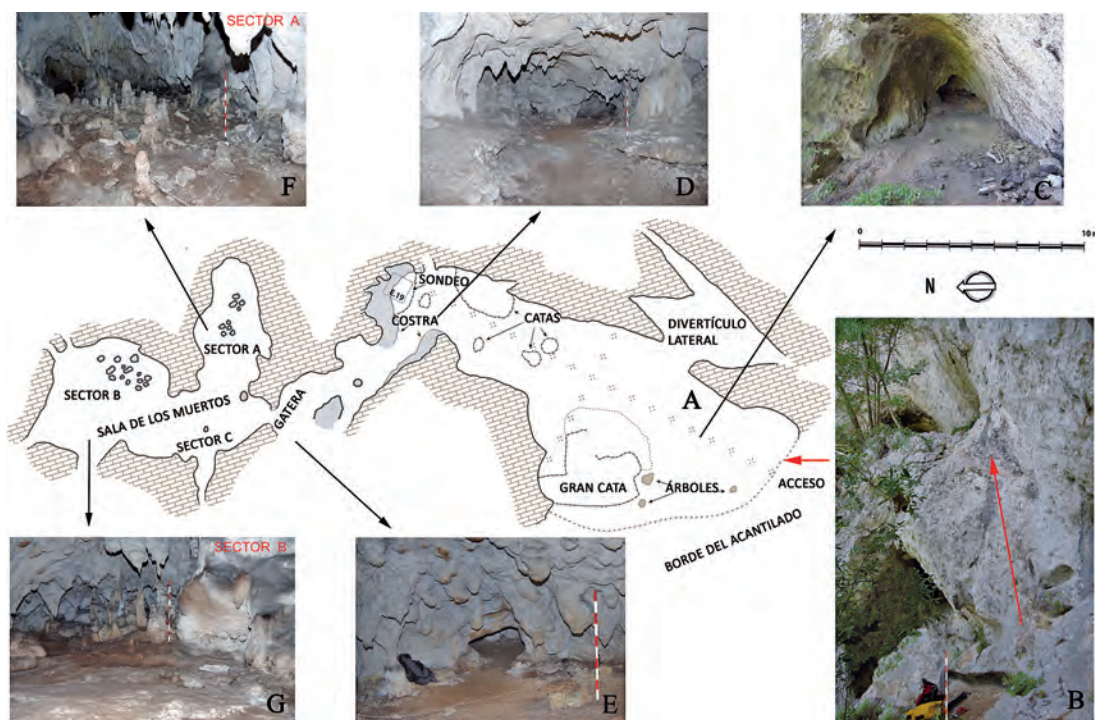 SECTOR A
F
D
C
0 10 m
N
SONDEO
E.19
COSTRA
CATAS
DIVERTÍCULO
LATERAL
SECTOR A
SECTOR B
SALA DE LOS MUERTOS
GATERA
SECTOR C
A
GRAN CATA
ÁRBOLES
ACCESO
BORDE DEL ACANTILADO
SECTOR B
G
E
B